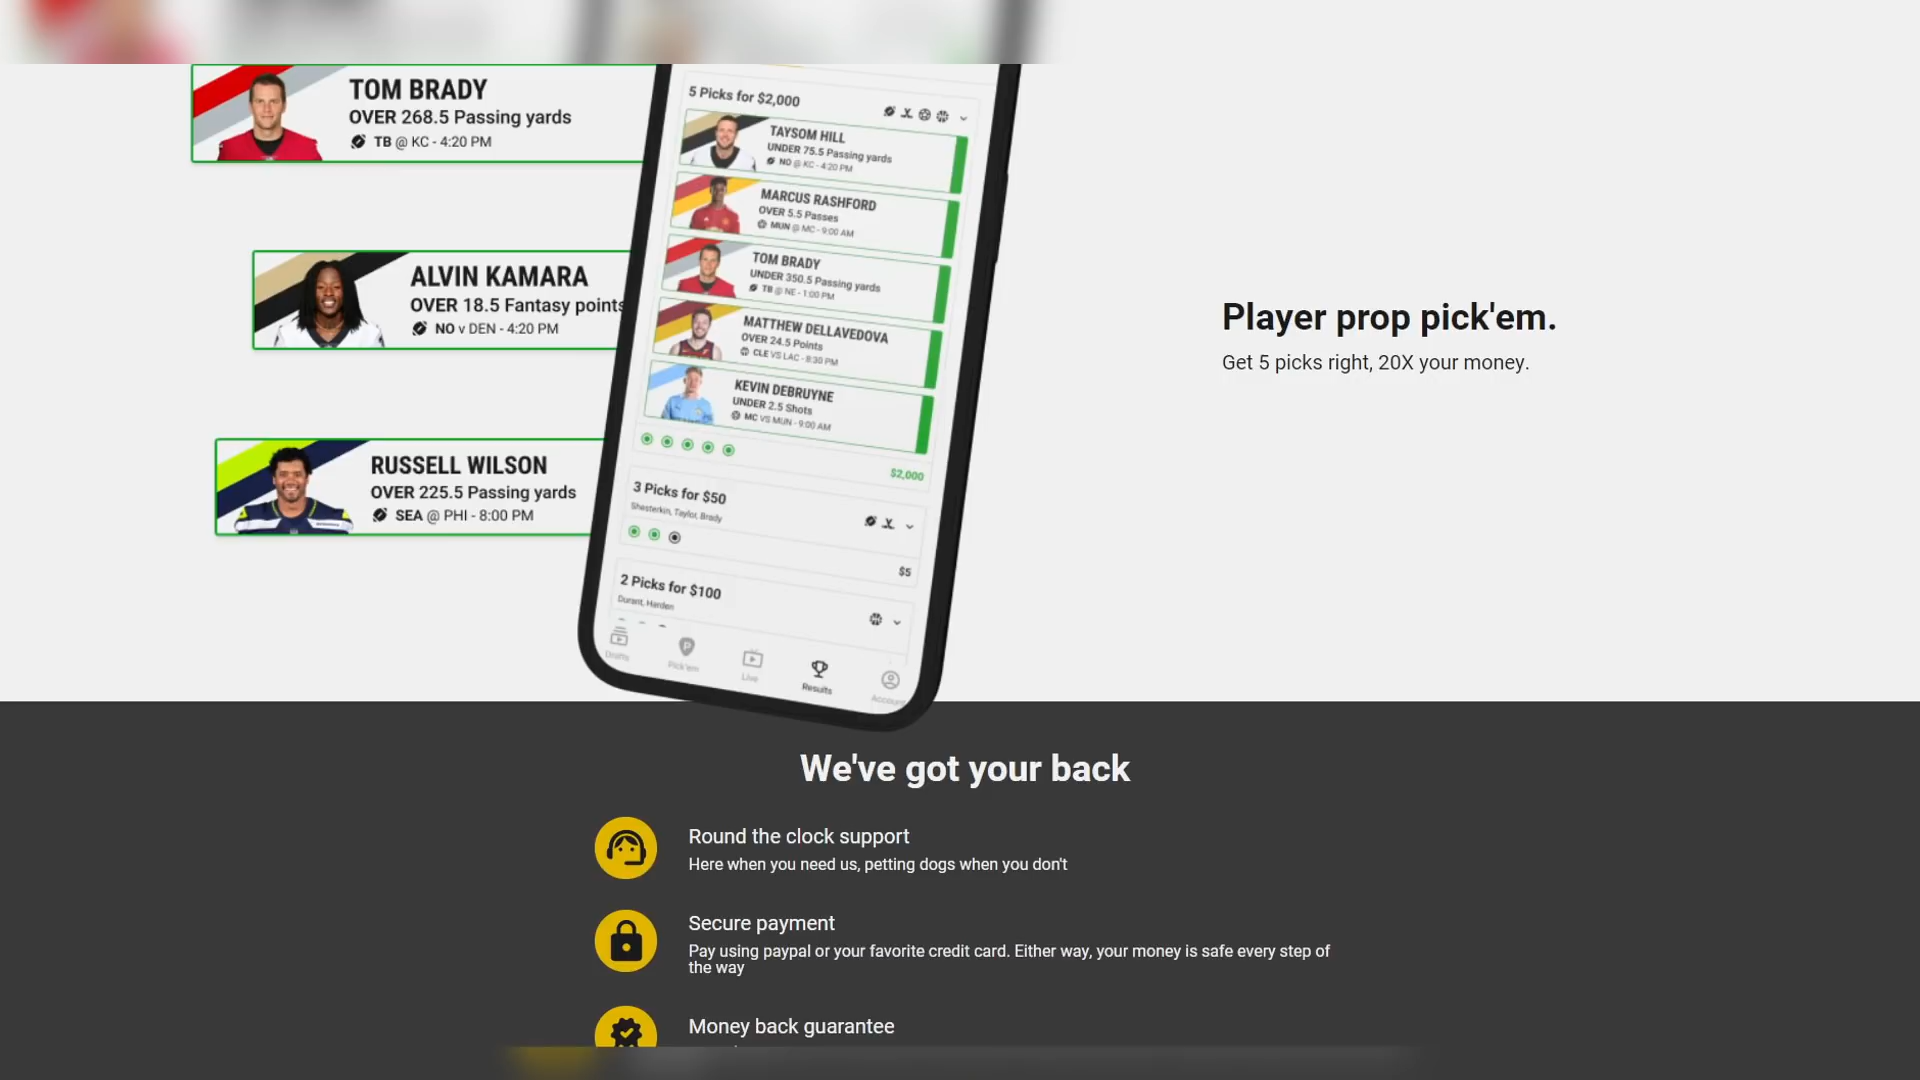 TOM BRADY
OVER 268.5 Passing yards
TB @ KC - 4:20 PM
ALVIN KAMARA
OVER 18.5 Fantasy points
NO v DEN - 4:20 PM
RUSSELL WILSON
OVER 225.5 Passing yards
SEA @ PHI - 8:00 PM
5 Picks for $2,000
TAYSOM HILL
UNDER 75.5 Passing yards
NO @ KC - 4:20 PM
MARCUS RASHFORD
OVER 5.5 Passes
MUN @ MC - 9:00 AM
TOM BRADY
UNDER 350.5 Passing yards
TB @ NE - 1:00 PM
MATTHEW DELLAVEDOVA
OVER 24.5 Points
CLE VS LAC - 8:30 PM
KEVIN DEBRUYNE
UNDER 2.5 Shots
MC VS MUN - 9:00 AM
$2,000
3 Picks for $50
Shesterkin, Taylor, Brady
$5
2 Picks for $100
Durant, Harden
Drafts
Pick'em
Live
Results
Account
Player prop pick'em.
Get 5 picks right, 20X your money.
We've got your back
Round the clock support
Here when you need us, petting dogs when you don't
Secure payment
Pay using paypal or your favorite credit card. Either way, your money is safe every step of
the way
Money back guarantee